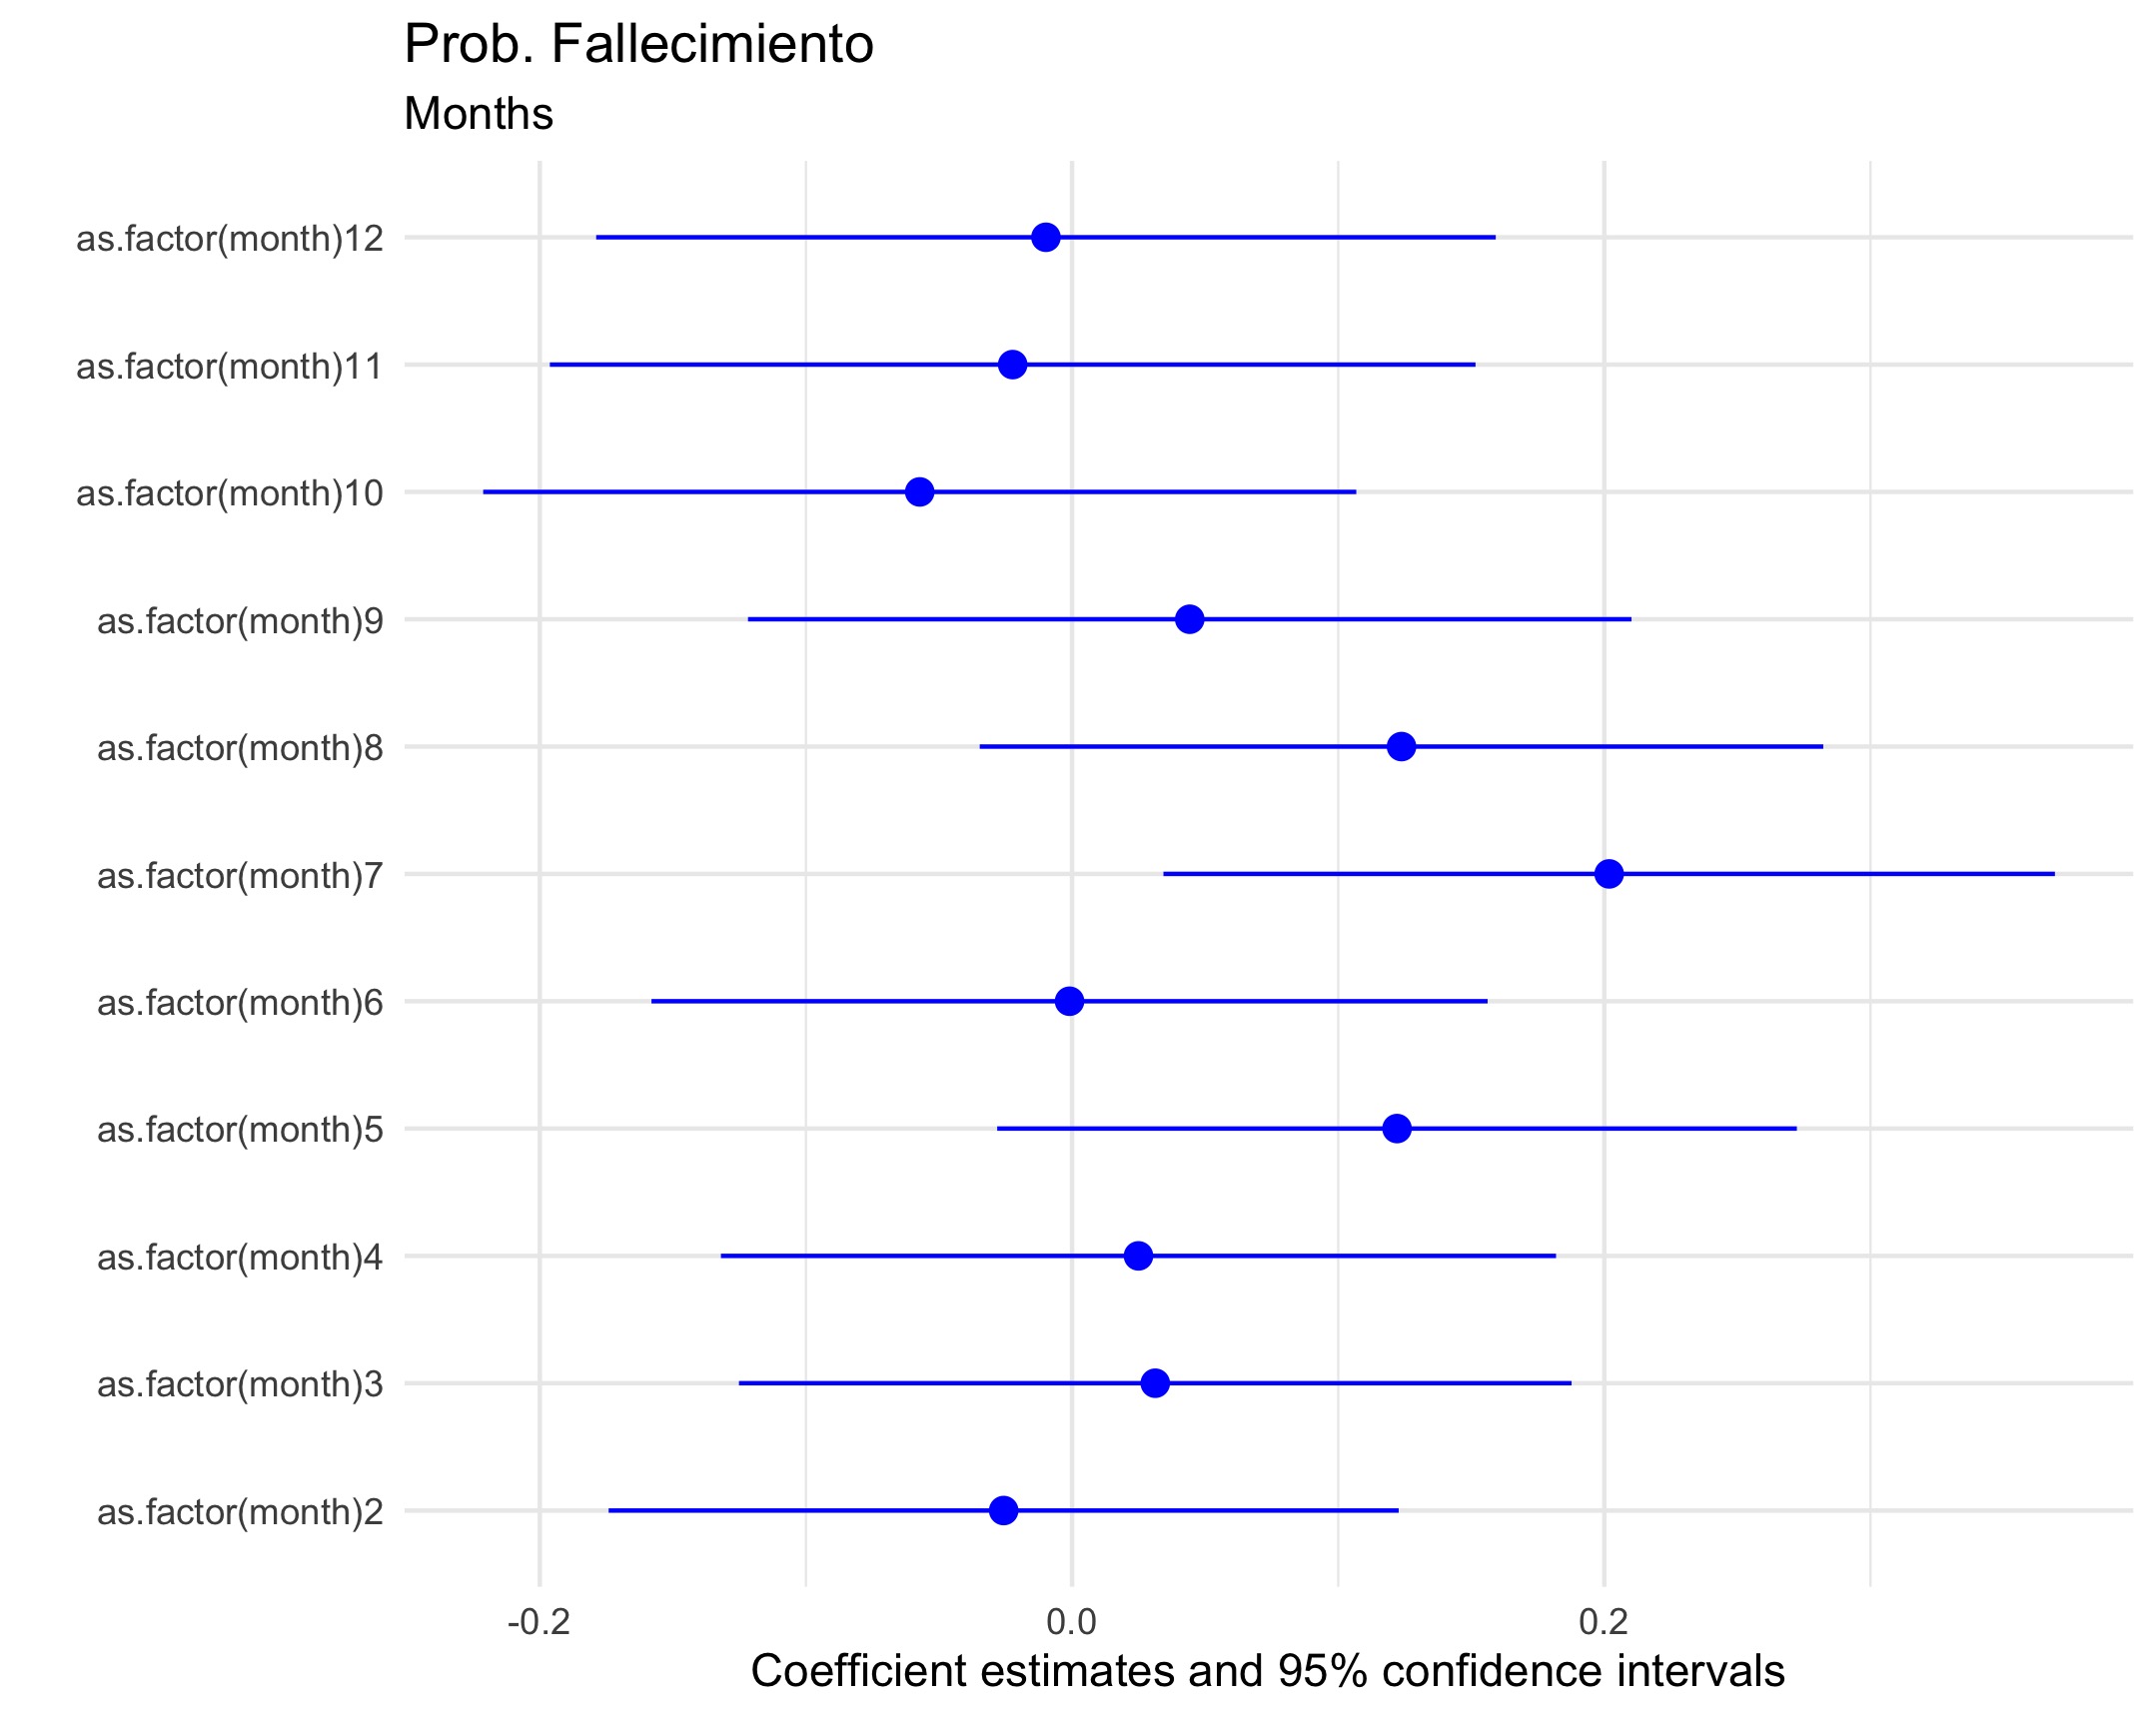 Prob. Fallecimiento
Months
as.factor(month)12
as.factor(month)11
as.factor(month)10
as.factor(month)9
as.factor(month)8
as.factor(month)7
as.factor(month)6
as.factor(month)5
as.factor(month)4
as.factor(month)3
as.factor(month)2
-0.2 0.0 0.2
Coefficient estimates and 95% confidence intervals